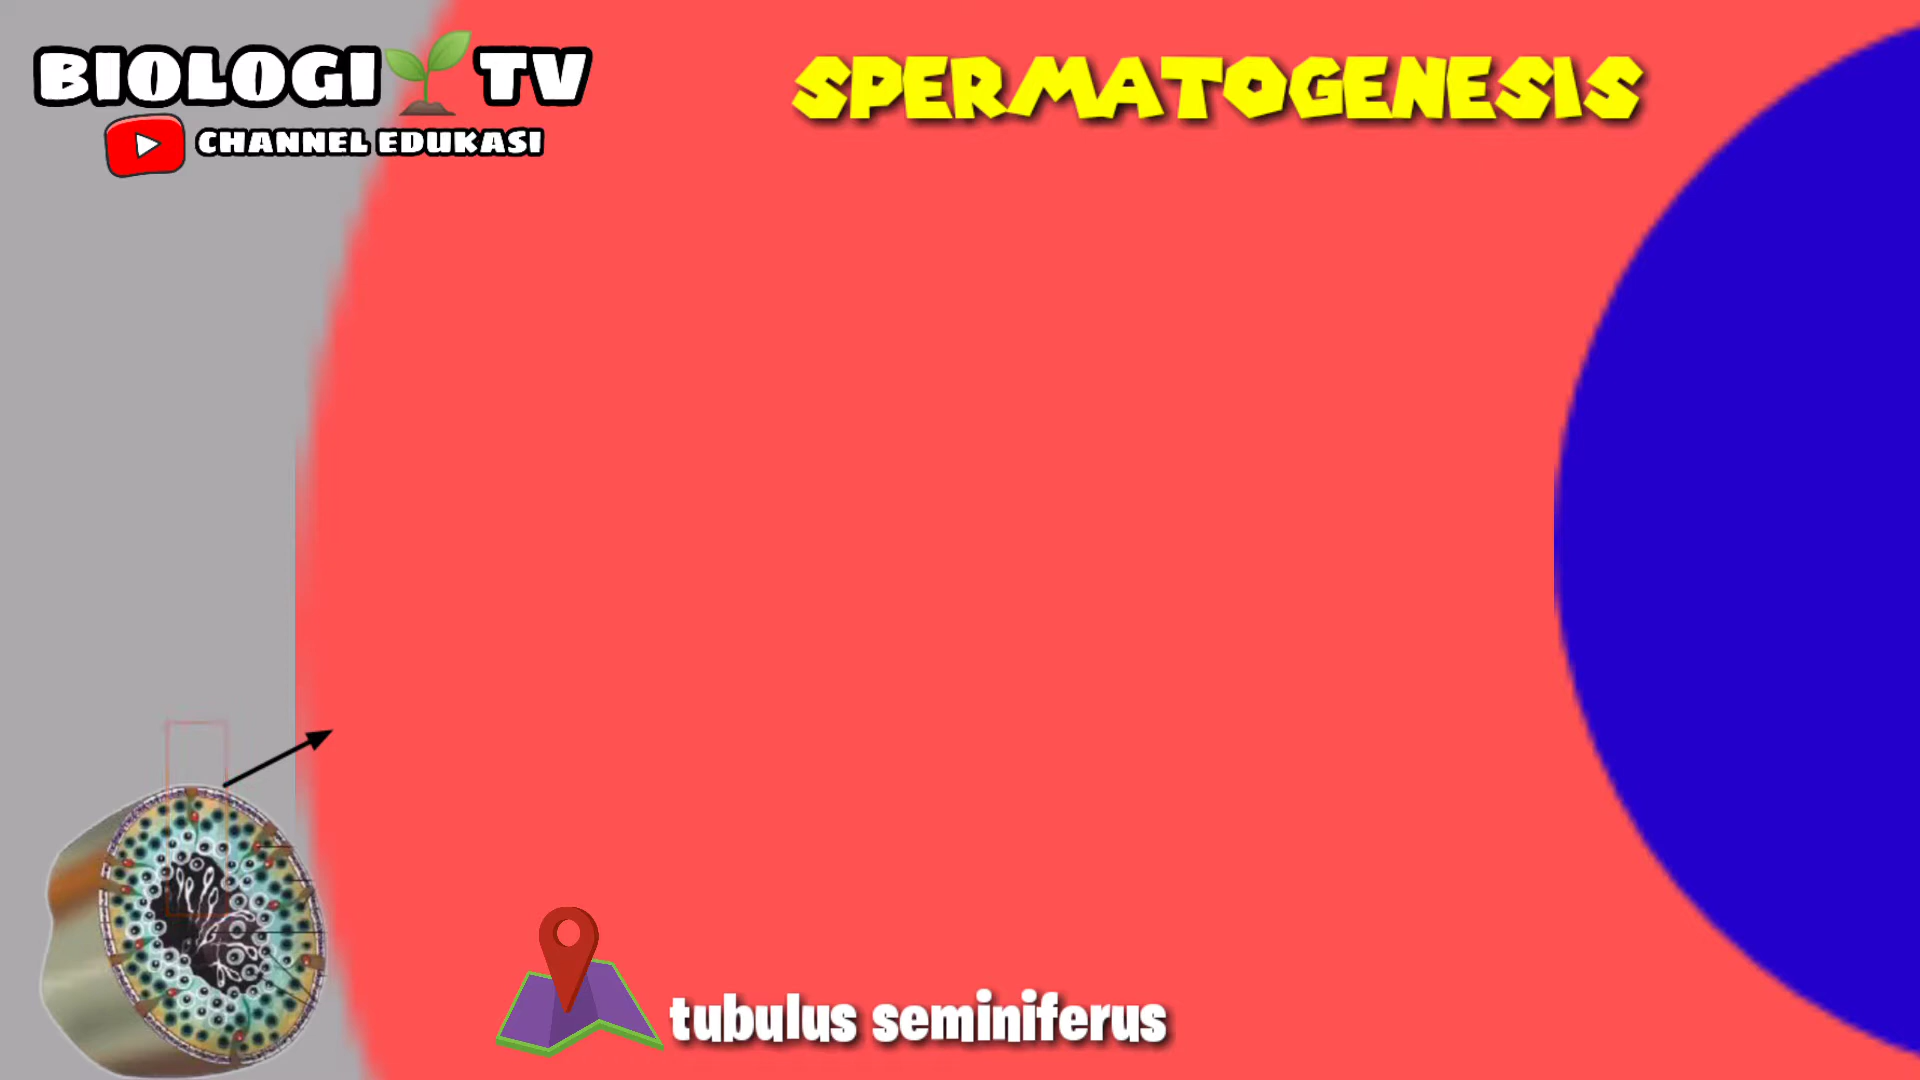 BIOLOGI TV
CHANNEL EDUKASI
SPERMATOGENESIS
tubulus seminiferus